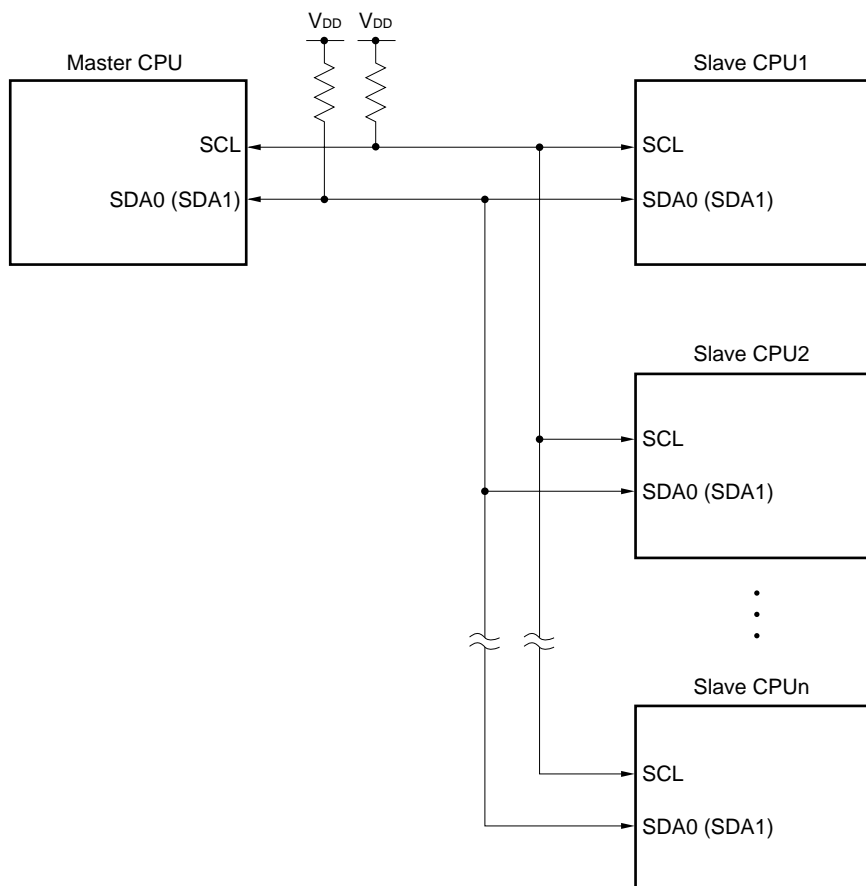 VDD VDD
Master CPU
SCL
SDA0 (SDA1)
Slave CPU1
SCL
SDA0 (SDA1)
Slave CPU2
SCL
SDA0 (SDA1)
Slave CPUn
SCL
SDA0 (SDA1)